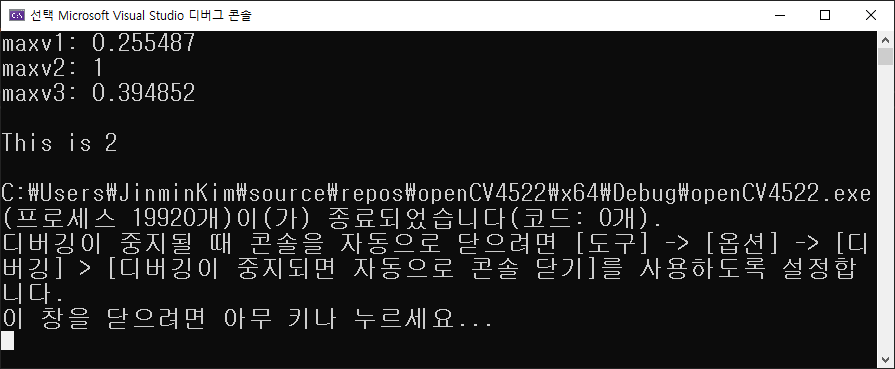 선택 Microsoft Visual Studio 디버그 콘솔
maxv1: 0.255487
maxv2: 1
maxv3: 0.394852
This is 2
C:₩Users₩JinminKim₩source₩repos₩openCV4522₩x64₩Debug₩openCV4522.exe
(프로세스 19920개)이(가) 종료되었습니다(코드: 0개).
디버깅이 중지될 때 콘솔을 자동으로 닫으려면 [도구] -> [옵션] -> [디
버깅] > [디버깅이 중지되면 자동으로 콘솔 닫기]를 사용하도록 설정합
니다.
이 창을 닫으려면 아무 키나 누르세요...